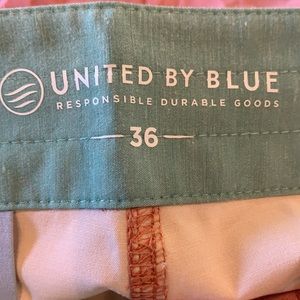 UNITED BY BLUE
RESPONSIBLE DURABLE GOODS
36